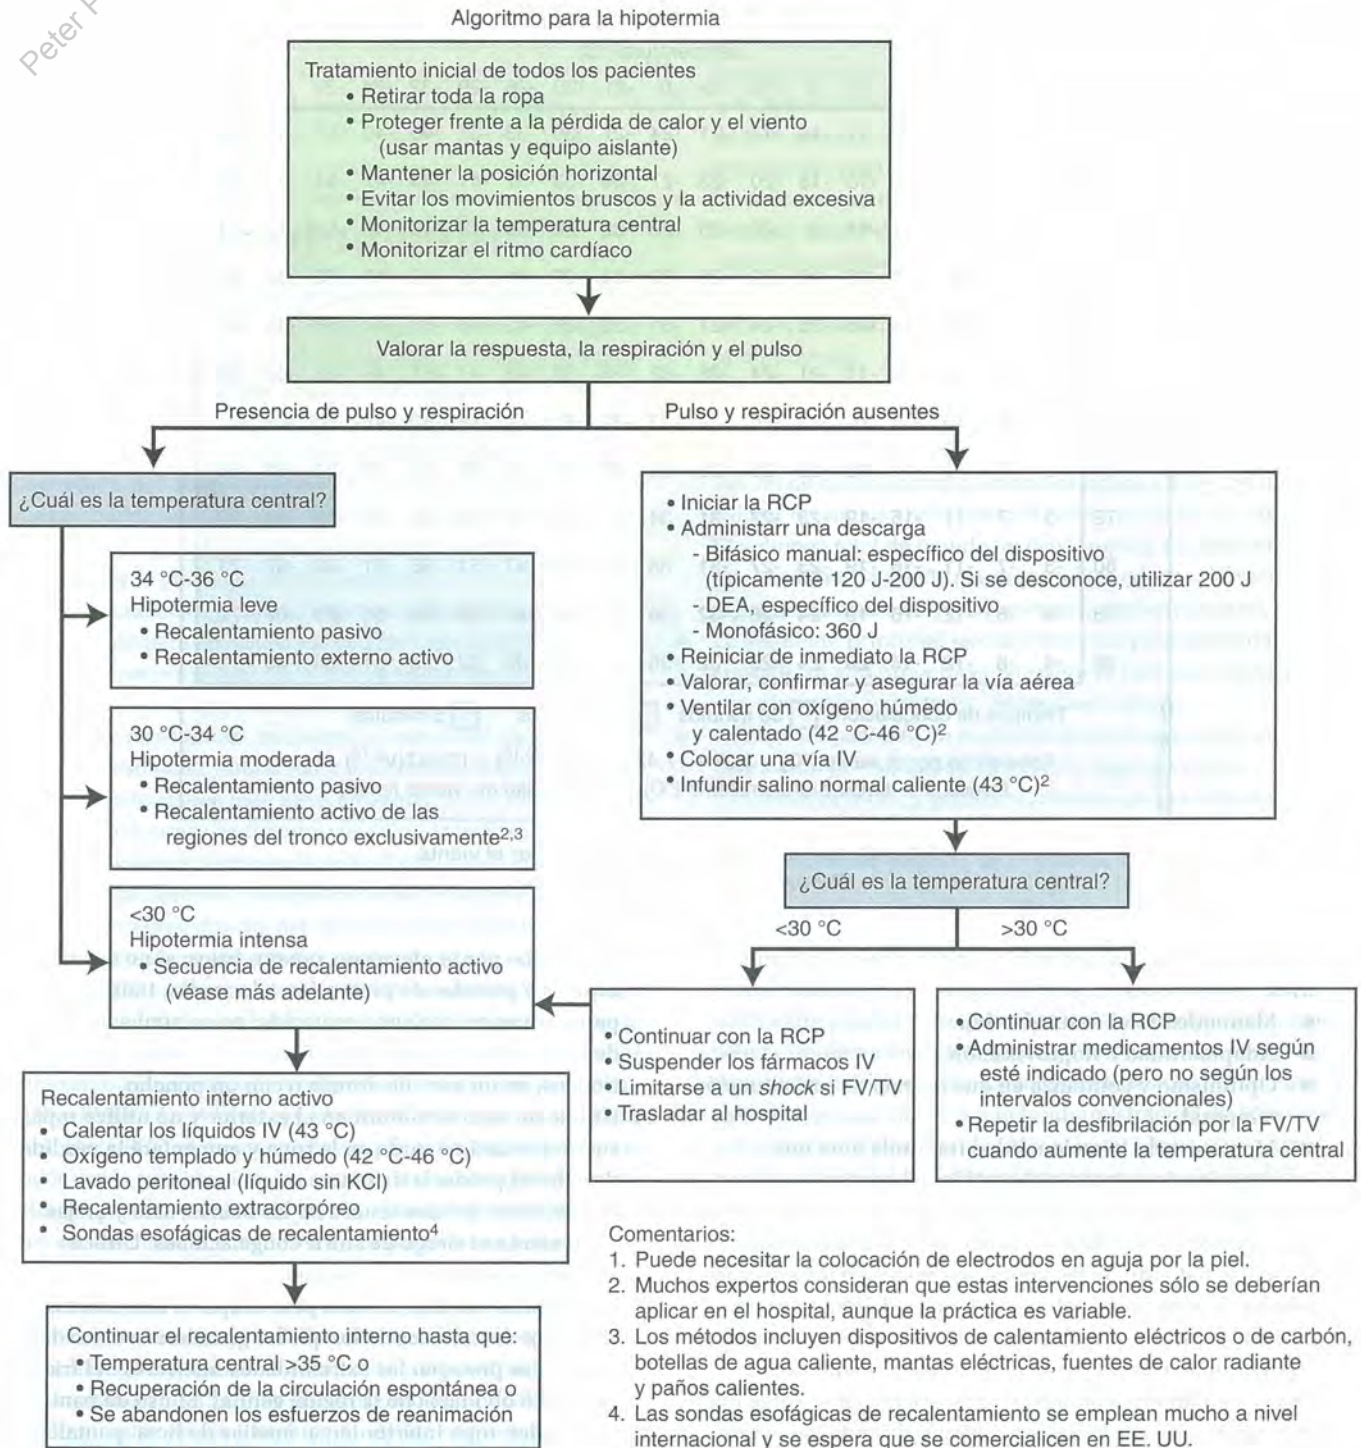 Peter
Algoritmo para la hipotermia
Tratamiento inicial de todos los pacientes
• Retirar toda la ropa
• Proteger frente a la pérdida de calor y el viento
(usar mantas y equipo aislante)
• Mantener la posición horizontal
• Evitar los movimientos bruscos y la actividad excesiva
• Monitorizar la temperatura central
• Monitorizar el ritmo cardíaco
Valorar la respuesta, la respiración y el pulso
Presencia de pulso y respiración
¿Cuál es la temperatura central?
34 °C-36 °C
Hipotermia leve
• Recalentamiento pasivo
• Recalentamiento externo activo
30 °C-34 °C
Hipotermia moderada
• Recalentamiento pasivo
• Recalentamiento activo de las
regiones del tronco exclusivamente2,3
<30 °C
Hipotermia intensa
• Secuencia de recalentamiento activo
(véase más adelante)
Recalentamiento interno activo
• Calentar los líquidos IV (43 °C)
• Oxígeno templado y húmedo (42 °C-46 °C)
• Lavado peritoneal (líquido sin KCl)
• Recalentamiento extracorpóreo
• Sondas esofágicas de recalentamiento4
Continuar el recalentamiento interno hasta que:
• Temperatura central >35 °C o
• Recuperación de la circulación espontánea o
• Se abandonen los esfuerzos de reanimación
Pulso y respiración ausentes
• Iniciar la RCP
• Administrar una descarga
- Bifásico manual: específico del dispositivo
(típicamente 120 J-200 J). Si se desconoce, utilizar 200 J
- DEA, específico del dispositivo
- Monofásico: 360 J
• Reiniciar de inmediato la RCP
• Valorar, confirmar y asegurar la vía aérea
• Ventilar con oxígeno húmedo
y calentado (42 °C-46 °C)2
• Colocar una vía IV
• Infundir salino normal caliente (43 °C)2
¿Cuál es la temperatura central?
<30 °C
>30 °C
• Continuar con la RCP
• Suspender los fármacos IV
• Limitarse a un shock si FV/TV
• Trasladar al hospital
• Continuar con la RCP
• Administrar medicamentos IV según
esté indicado (pero no según los
intervalos convencionales)
• Repetir la desfibrilación por la FV/TV
cuando aumente la temperatura central
Comentarios:
1. Puede necesitar la colocación de electrodos en aguja por la piel.
2. Muchos expertos consideran que estas intervenciones sólo se deberían
aplicar en el hospital, aunque la práctica es variable.
3. Los métodos incluyen dispositivos de calentamiento eléctricos o de carbón,
botellas de agua caliente, mantas eléctricas, fuentes de calor radiante
y paños calientes.
4. Las sondas esofágicas de recalentamiento se emplean mucho a nivel
internacional y se espera que se comercialicen en EE. UU.